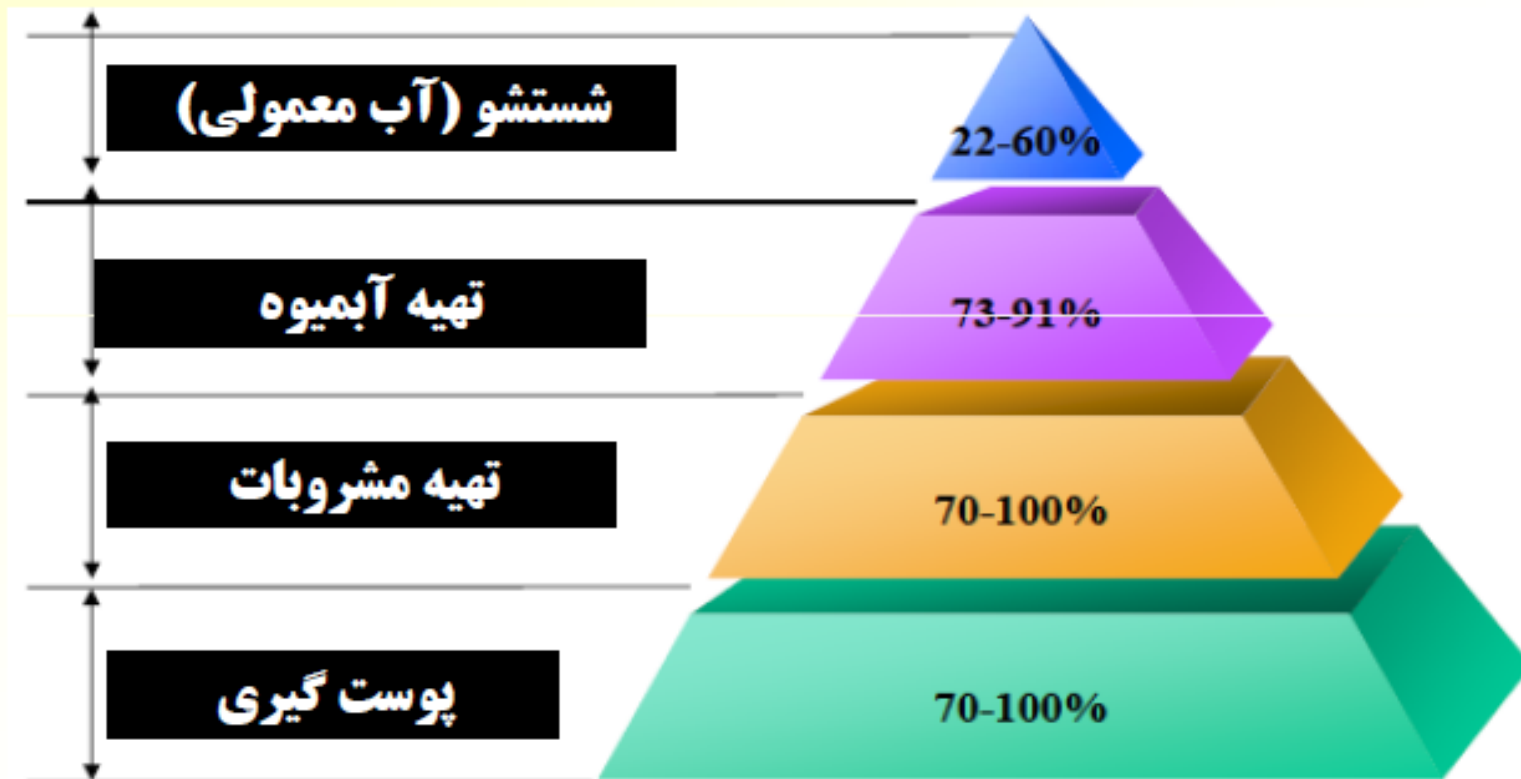 شستشو (آب معمولی)
22-60%
تهیه آبمیوه
73-91%
تهیه مشروبات
70-100%
پوست گیری
70-100%